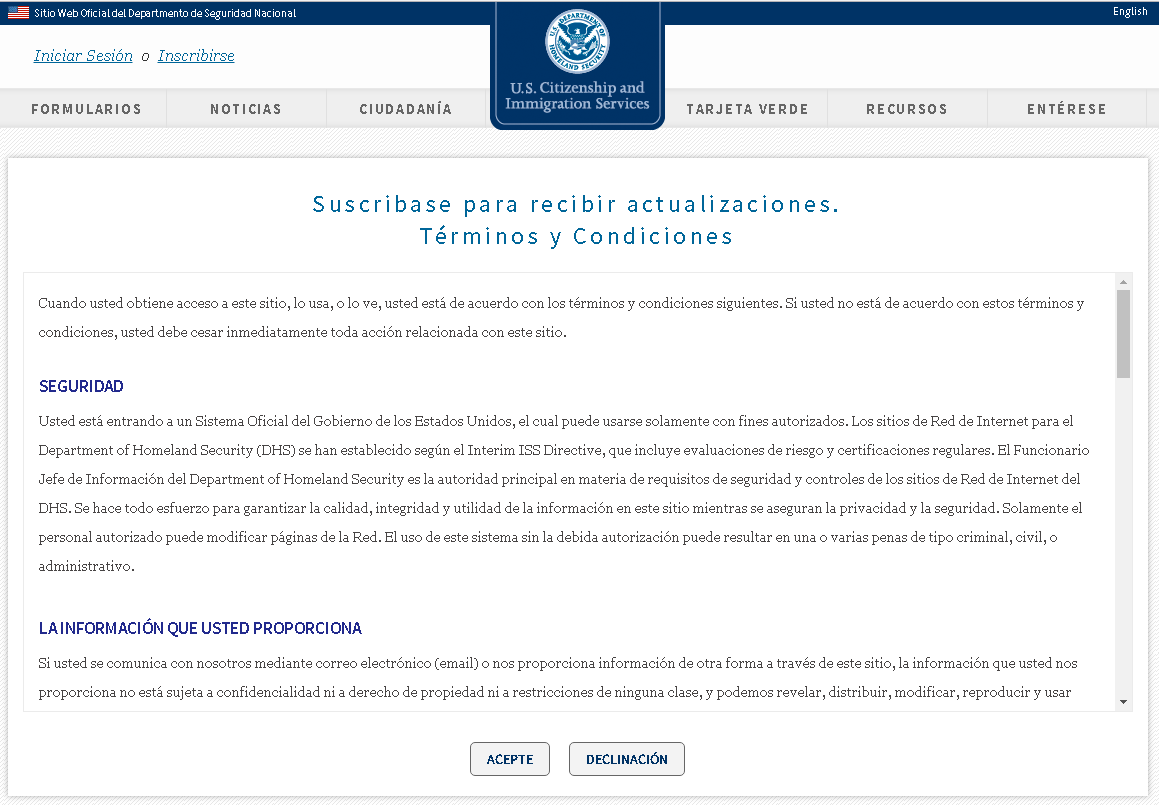 Sitio Web Oficial del Departmento de Seguridad Nacional
English
Iniciar Sesión o Inscribirse
U.S. DEPARTMENT OF HOMELAND SECURITY
U.S. Citizenship and
Immigration Services
FORMULARIOS
NOTICIAS
CIUDADANÍA
TARJETA VERDE
RECURSOS
ENTÉRESE
Suscribase para recibir actualizaciones.
Términos y Condiciones
Cuando usted obtiene acceso a este sitio, lo usa, o lo ve, usted está de acuerdo con los términos y condiciones siguientes. Si usted no está de acuerdo con estos términos y
condiciones, usted debe cesar inmediatamente toda acción relacionada con este sitio.
SEGURIDAD
Usted está entrando a un Sistema Oficial del Gobierno de los Estados Unidos, el cual puede usarse solamente con fines autorizados. Los sitios de Red de Internet para el
Department of Homeland Security (DHS) se han establecido según el Interim ISS Directive, que incluye evaluaciones de riesgo y certificaciones regulares. El Funcionario
Jefe de Información del Department of Homeland Security es la autoridad principal en materia de requisitos de seguridad y controles de los sitios de Red de Internet del
DHS. Se hace todo esfuerzo para garantizar la calidad, integridad y utilidad de la información en este sitio mientras se aseguran la privacidad y la seguridad. Solamente el
personal autorizado puede modificar páginas de la Red. El uso de este sistema sin la debida autorización puede resultar en una o varias penas de tipo criminal, civil, o
administrativo.
LA INFORMACIÓN QUE USTED PROPORCIONA
Si usted se comunica con nosotros mediante correo electrónico (email) o nos proporciona información de otra forma a través de este sitio, la información que usted nos
proporciona no está sujeta a confidencialidad ni a derecho de propiedad ni a restricciones de ninguna clase, y podemos revelar, distribuir, modificar, reproducir y usar
ACEPTE
DECLINACIÓN